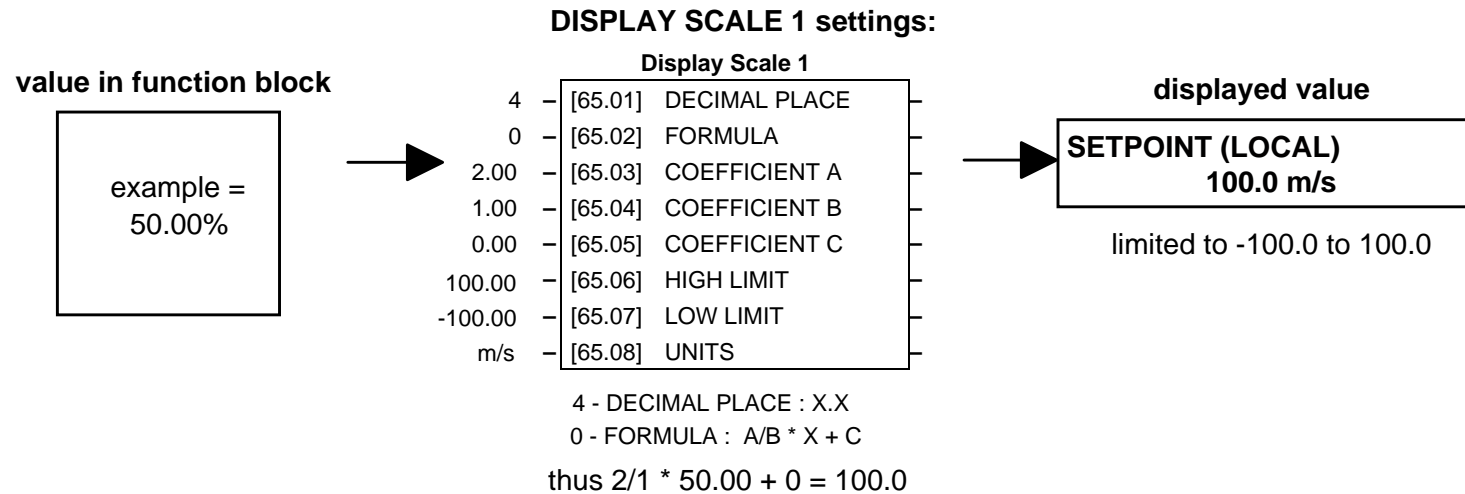 DISPLAY SCALE 1 settings:
value in function block
example =
50.00%
Display Scale 1
4 – [65.01] DECIMAL PLACE –
0 – [65.02] FORMULA –
2.00 – [65.03] COEFFICIENT A –
1.00 – [65.04] COEFFICIENT B –
0.00 – [65.05] COEFFICIENT C –
100.00 – [65.06] HIGH LIMIT –
-100.00 – [65.07] LOW LIMIT –
m/s – [65.08] UNITS –
4 - DECIMAL PLACE : X.X
0 - FORMULA : A/B * X + C
thus 2/1 * 50.00 + 0 = 100.0
displayed value
SETPOINT (LOCAL)
100.0 m/s
limited to -100.0 to 100.0